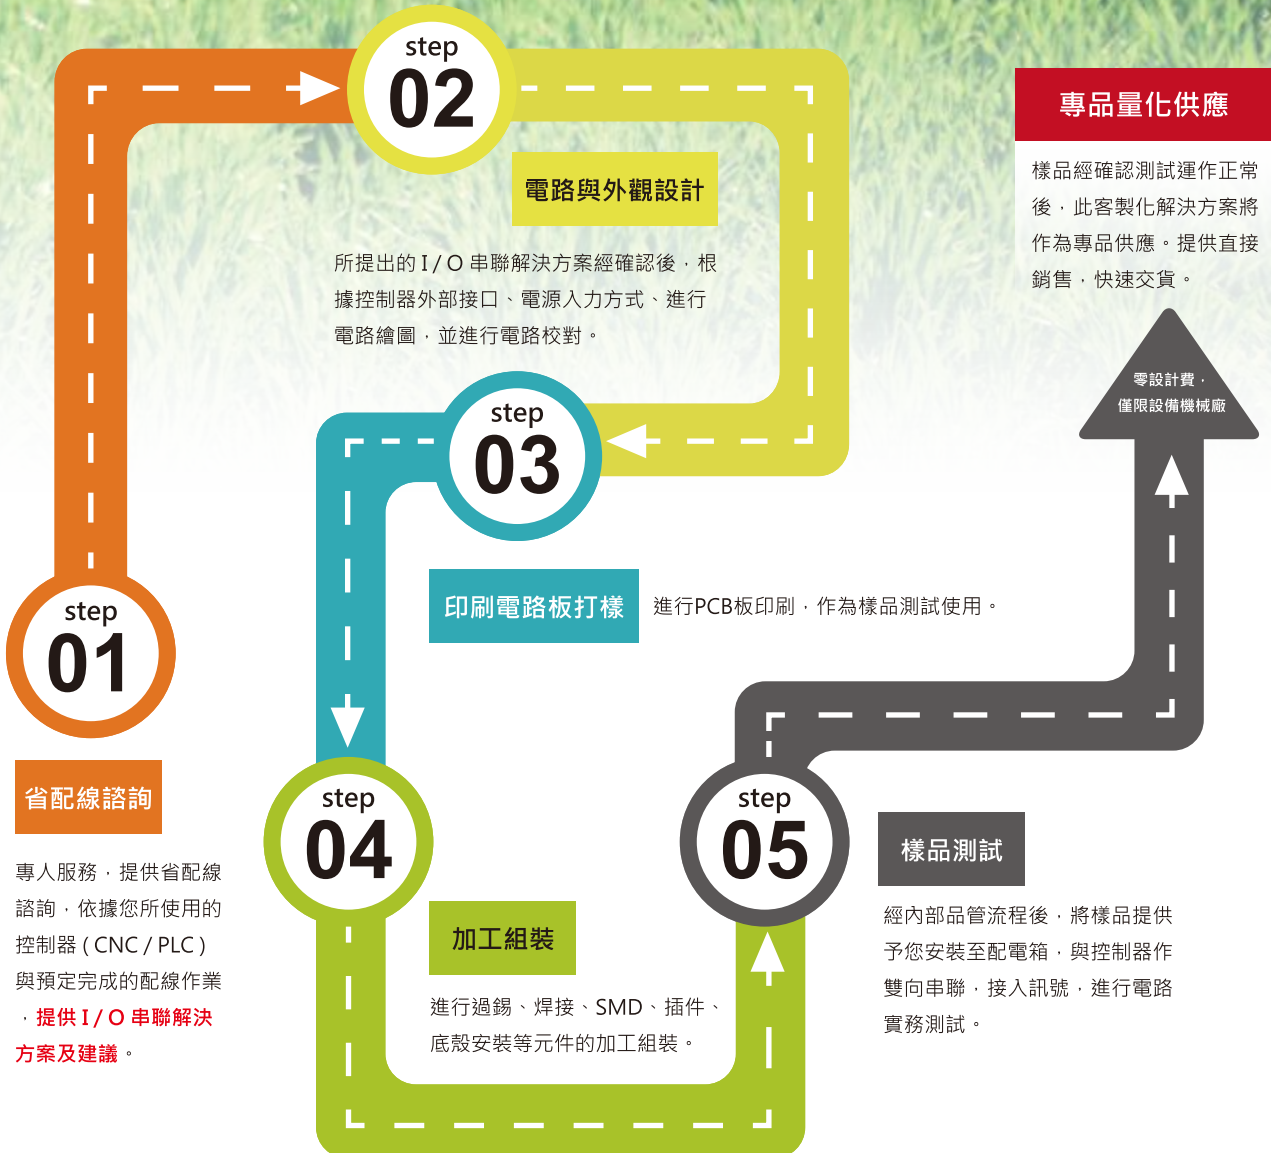 step
01
省配線諮詢
專人服務，提供省配線
諮詢，依據您所使用的
控制器 ( CNC / PLC )
與預定完成的配線作業
，提供 I / O 串聯解決
方案及建議。
step
02
電路與外觀設計
所提出的 I / O 串聯解決方案經確認後，根
據控制器外部接口、電源入力方式、進行
電路繪圖，並進行電路校對。
step
03
印刷電路板打樣
進行PCB板印刷，作為樣品測試使用。
step
04
加工組裝
進行過錫、焊接、SMD、插件、
底殼安裝等元件的加工組裝。
step
05
樣品測試
經內部品管流程後，將樣品提供
予您安裝至配電箱，與控制器作
雙向串聯，接入訊號，進行電路
實務測試。
零設計費，
僅限設備機械廠
專品量化供應
樣品經確認測試運作正常
後，此客製化解決方案將
作為專品供應。提供直接
銷售，快速交貨。